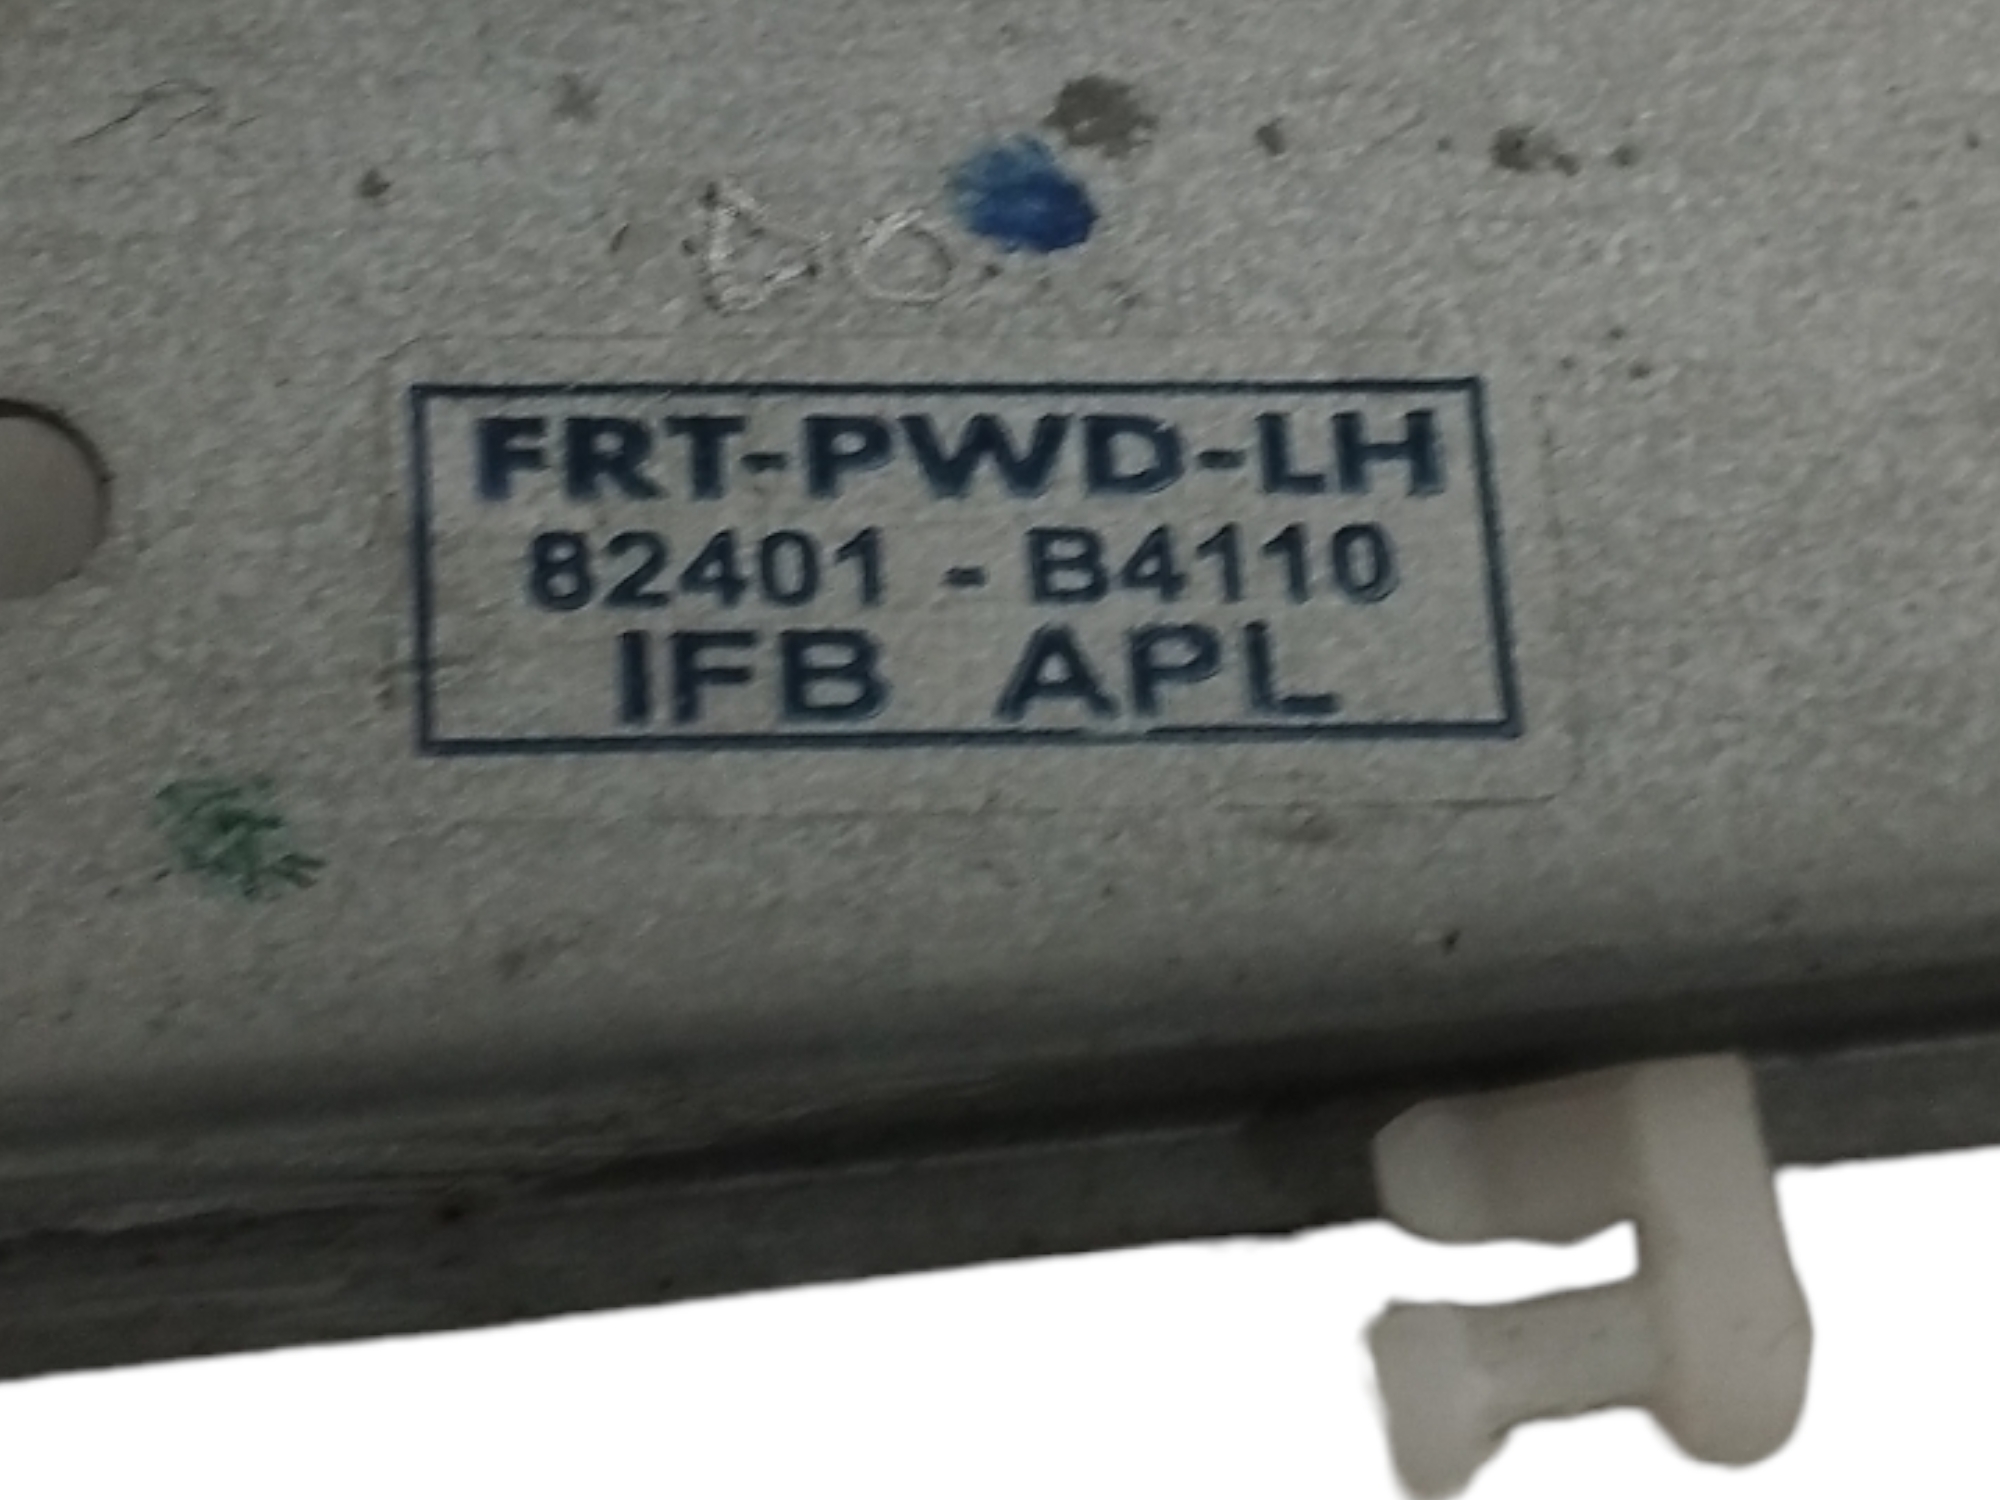 FRT-PWD-LH
82401 - B4110
IFB APL